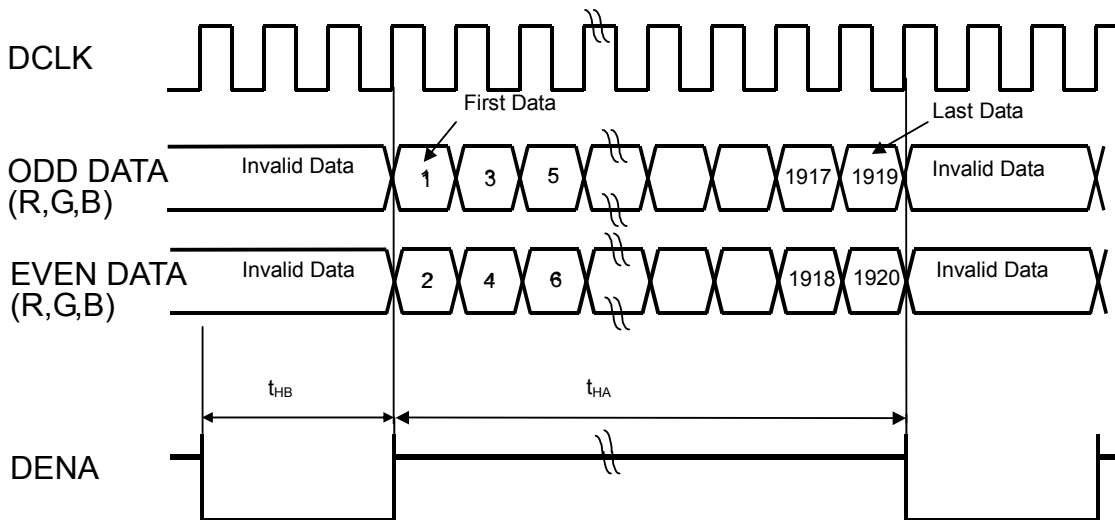 DCLK
First Data
Last Data
ODD DATA
(R,G,B)
Invalid Data
1 3 5 1917 1919
Invalid Data
EVEN DATA
(R,G,B)
Invalid Data
2 4 6 1918 1920
Invalid Data
tHB
tHA
DENA